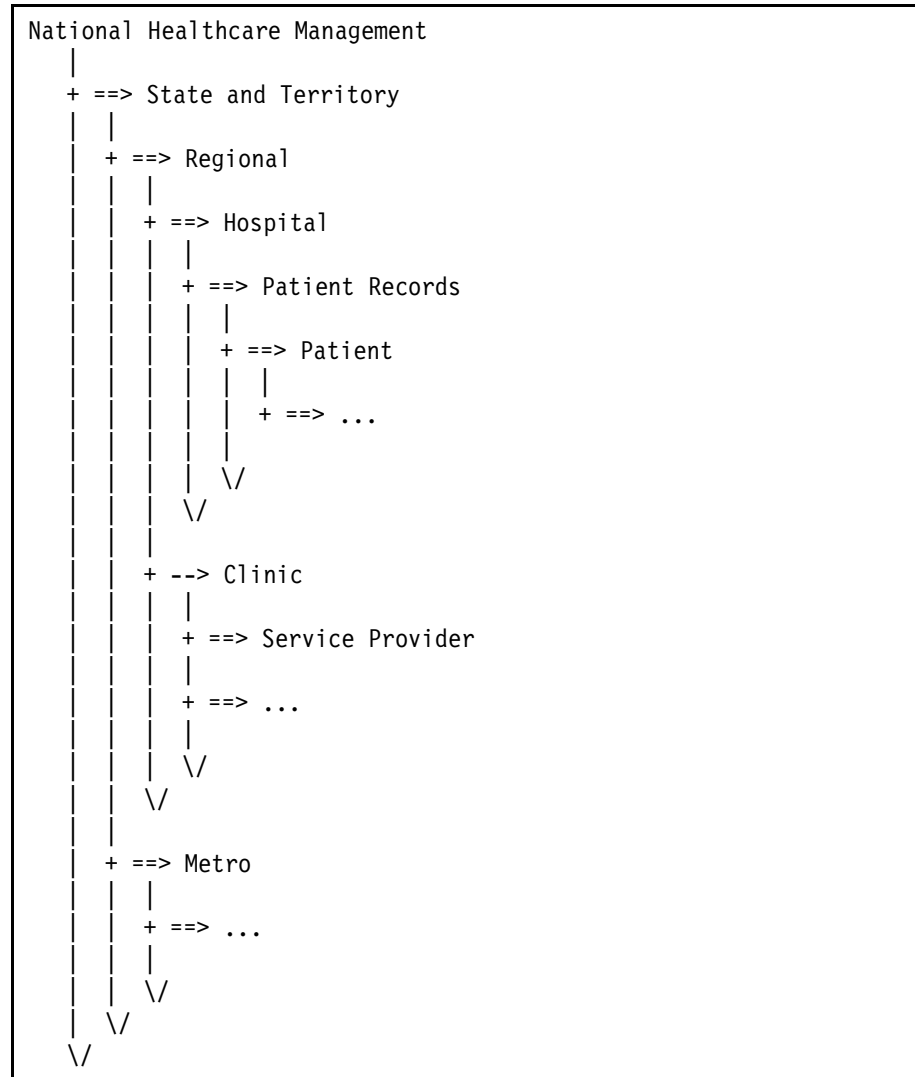 National Healthcare Management
   |
   + ==> State and Territory
   |  |
   |  + ==> Regional
   |  |  |
   |  |  + ==> Hospital
   |  |  |  |
   |  |  |  + ==> Patient Records
   |  |  |  |  |
   |  |  |  |  + ==> Patient
   |  |  |  |  |  |
   |  |  |  |  |  + ==> ...
   |  |  |  |  |
   |  |  |  |  \/
   |  |  |  \/
   |  |  |
   |  |  + --> Clinic
   |  |  |  |
   |  |  |  + ==> Service Provider
   |  |  |  |
   |  |  |  + ==> ...
   |  |  |  |
   |  |  |  \/
   |  |  \/
   |  |
   |  + ==> Metro
   |  |  |
   |  |  + ==> ...
   |  |  |
   |  |  \/
   |  \/
   \/